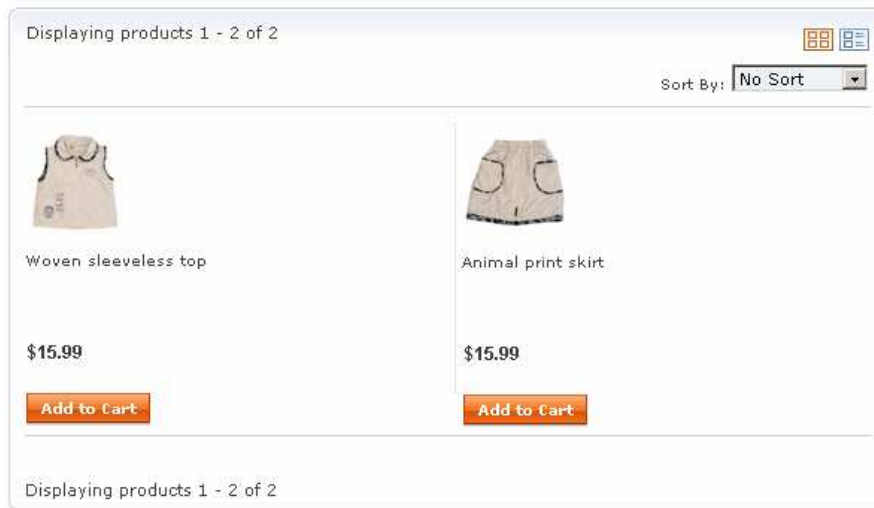 Displaying products 1 - 2 of 2
Sort By: No Sort
Woven sleeveless top
Animal print skirt
$15.99
$15.99
Add to Cart
Add to Cart
Displaying products 1 - 2 of 2